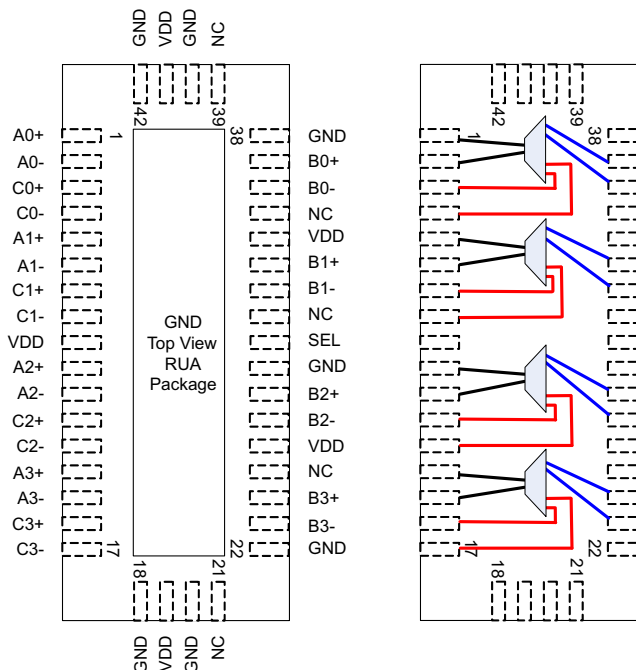 GND
VDD
GND
NC
42
39
1
38
A0+
A0-
C0+
C0-
A1+
A1-
C1+
C1-
VDD
A2+
A2-
C2+
C2-
A3+
A3-
C3+
C3-
GND
Top View
RUA
Package
GND
B0+
B0-
NC
VDD
B1+
B1-
NC
SEL
GND
B2+
B2-
VDD
NC
B3+
B3-
GND
17
22
18
21
GND
VDD
GND
NC
42
39
1
38
17
22
18
21